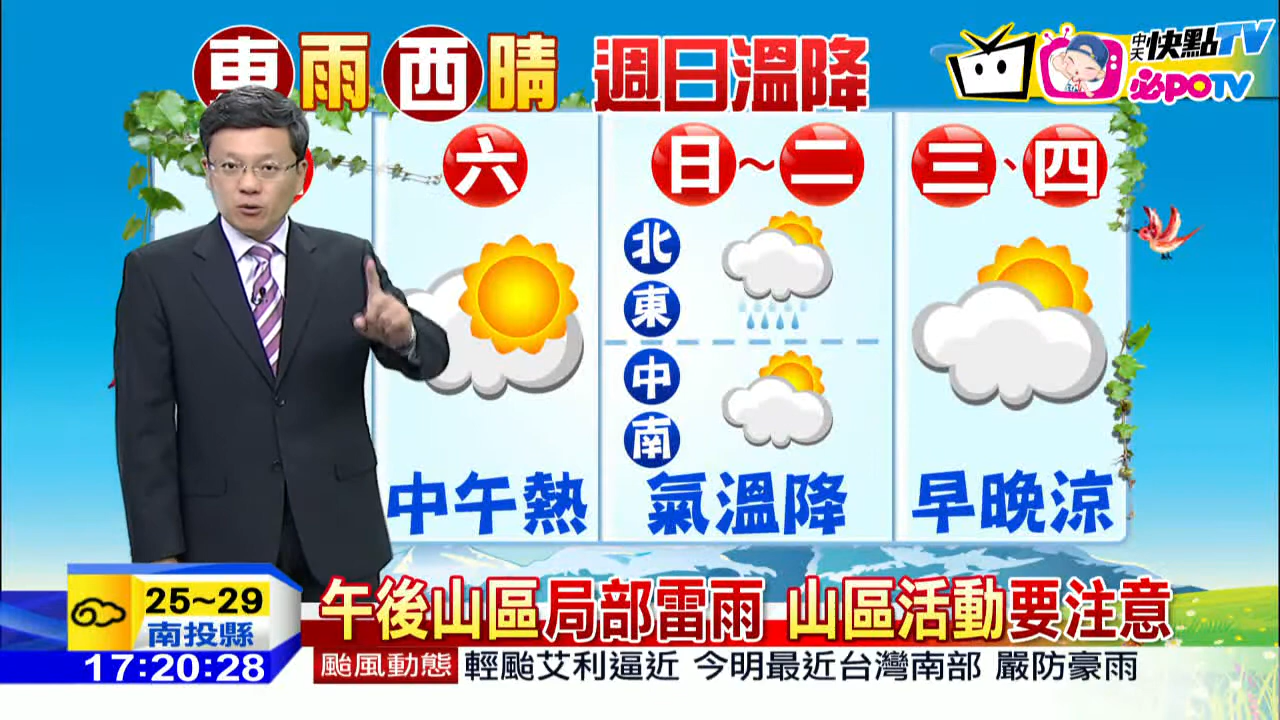 東雨西晴 週日溫降
中天快點TV
必POTV
六
日~二
三、四
北
東
中
南
中午熱
氣溫降
早晚涼
25~29
南投縣
午後山區局部雷雨 山區活動要注意
17:20:28
颱風動態 輕颱艾利逼近 今明最近台灣南部 嚴防豪雨